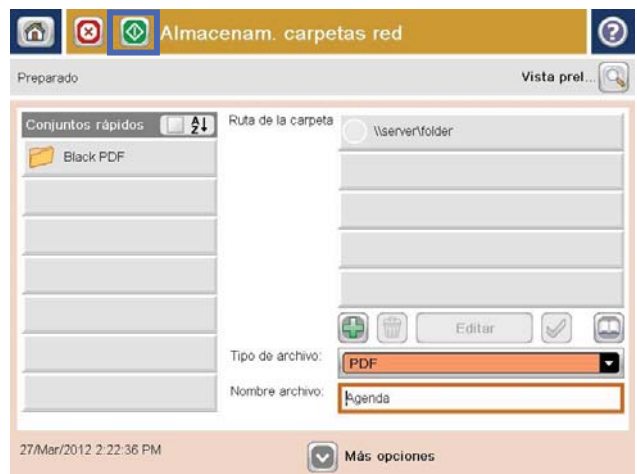 Almacenam. carpetas red
Preparado
Vista prel...
Conjuntos rápidos
AZ
Ruta de la carpeta
\\server\folder
Black PDF
Editar
Tipo de archivo:
PDF
Nombre archivo:
Agenda
27/Mar/2012 2:22:36 PM
Más opciones